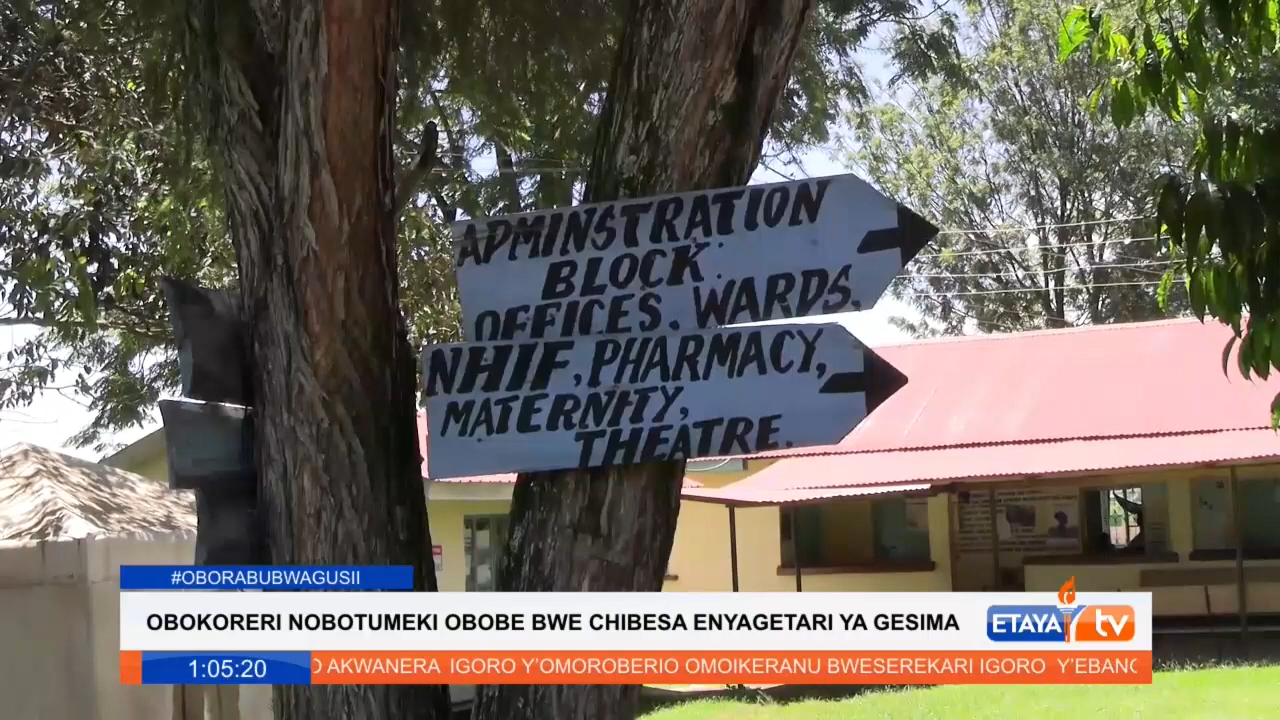 APMINSTRATION
BLOCK.
OFFICES. WARDS.
NHIF, PHARMACY,
MATERNITY,
THEATRE.
#OBORABUBWAGUSII
OBOKORERI NOBOTUMEKI OBOBE BWE CHIBESA ENYAGETARI YA GESIMA
ETAYA tv
1:05:20
O AKWANERA IGORO Y'OMOROBERIO OMOIKERANU BWESEREKARI IGORO Y'EBANC